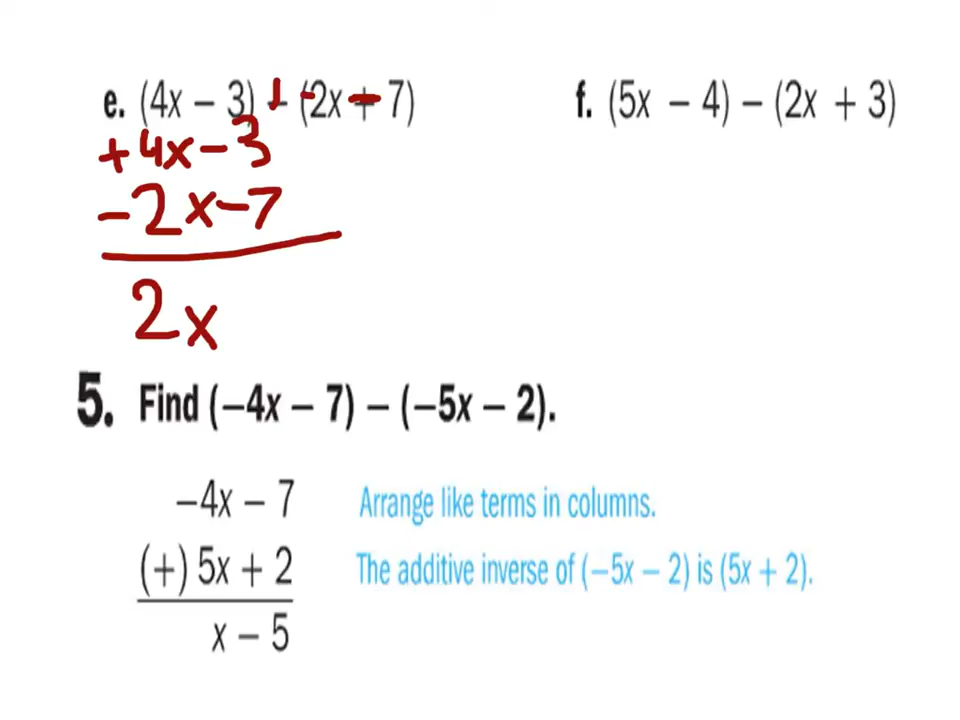 e. (4x − 3) − (2x + 7)
f. (5x − 4) − (2x + 3)
+4x−3
−2x−7
2x
5. Find (−4x − 7) − (−5x − 2).
−4x − 7 Arrange like terms in columns.
(+) 5x + 2 The additive inverse of (−5x − 2) is (5x + 2).
x − 5